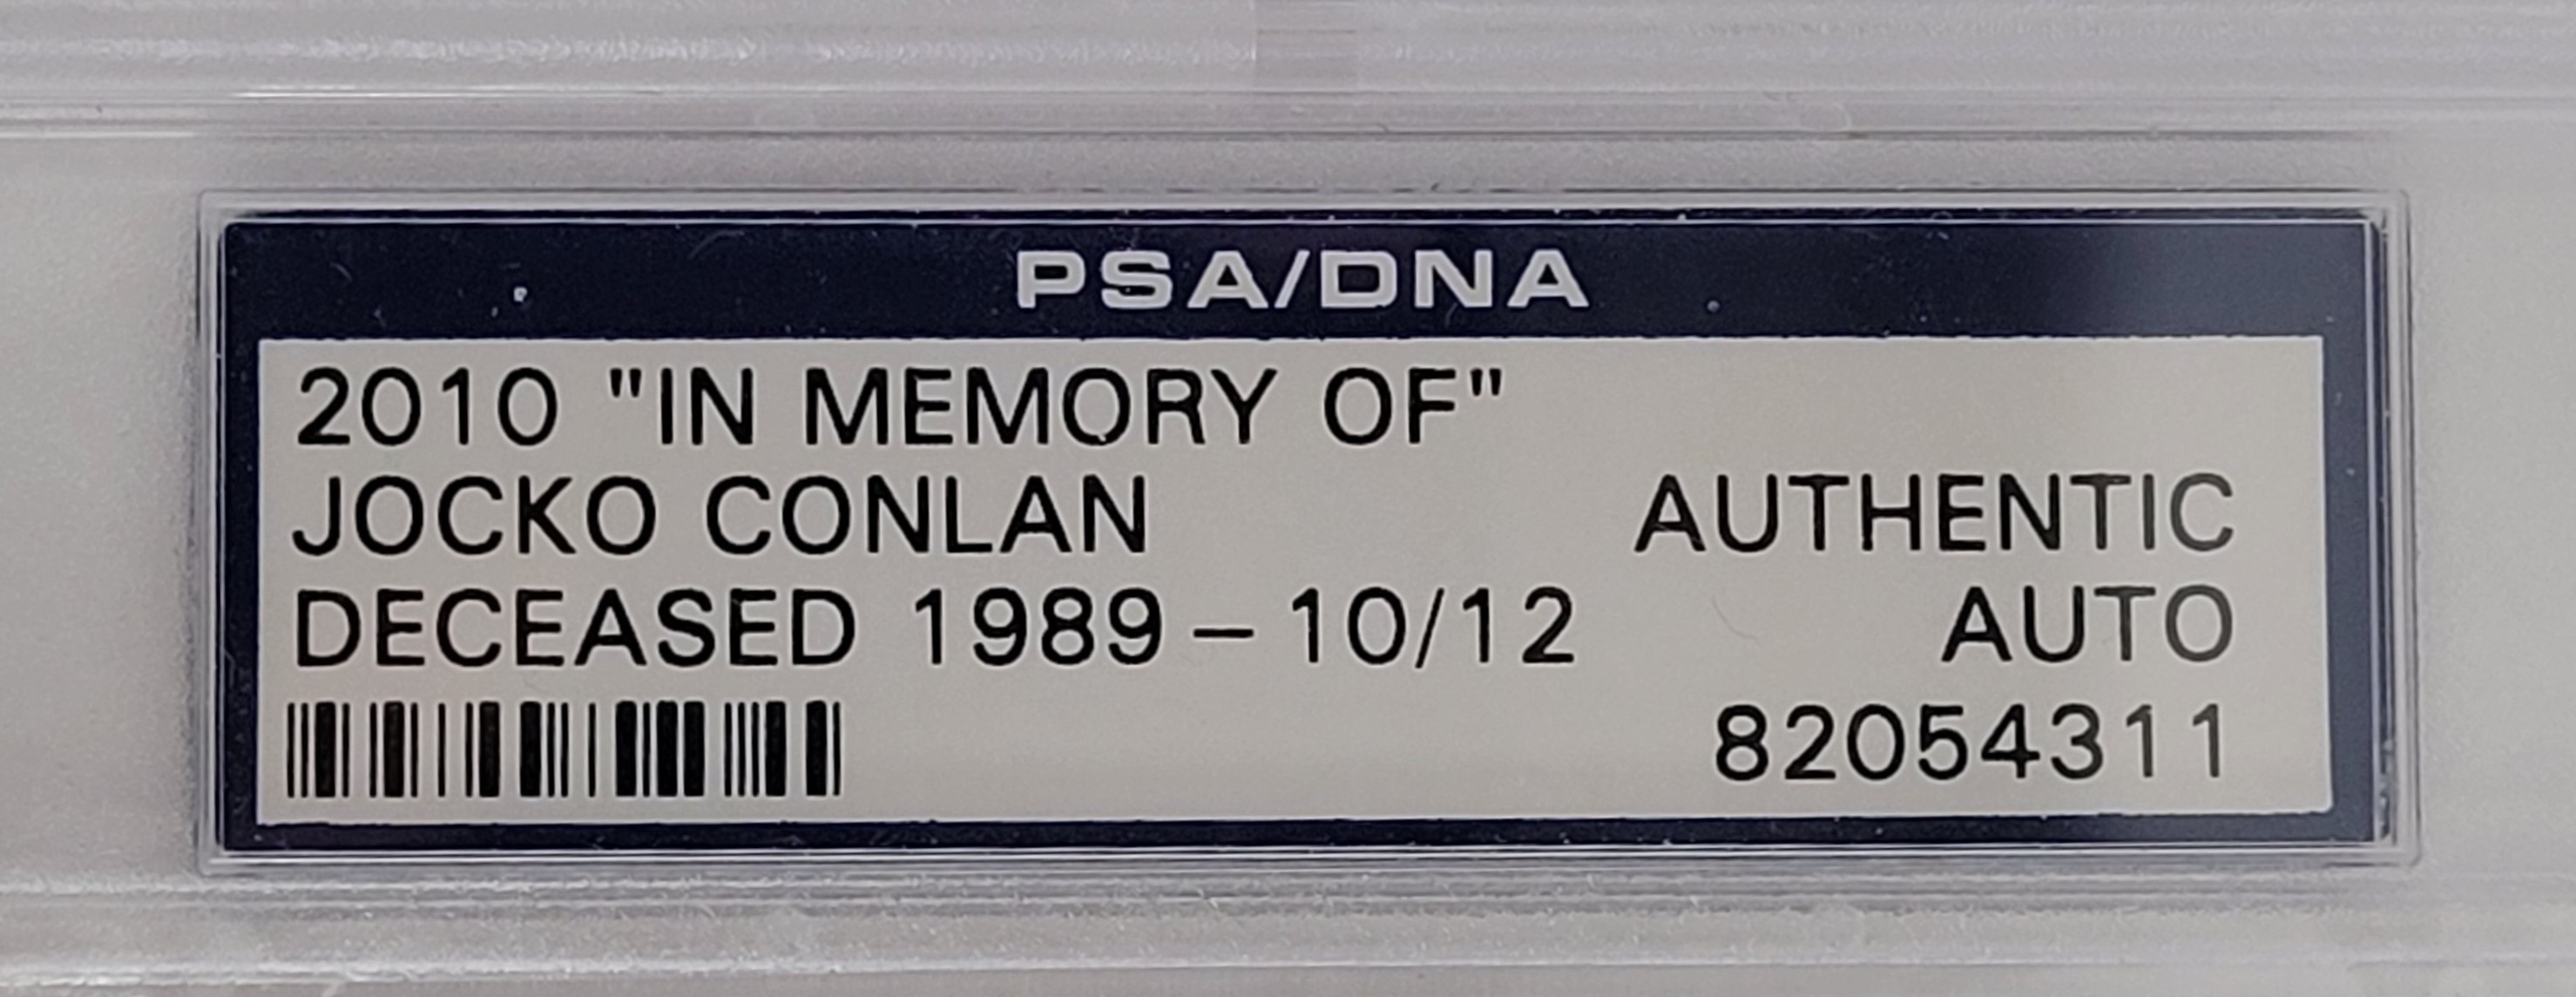 PSA/DNA
2010 "IN MEMORY OF"
JOCKO CONLAN AUTHENTIC
DECEASED 1989 – 10/12 AUTO
82054311